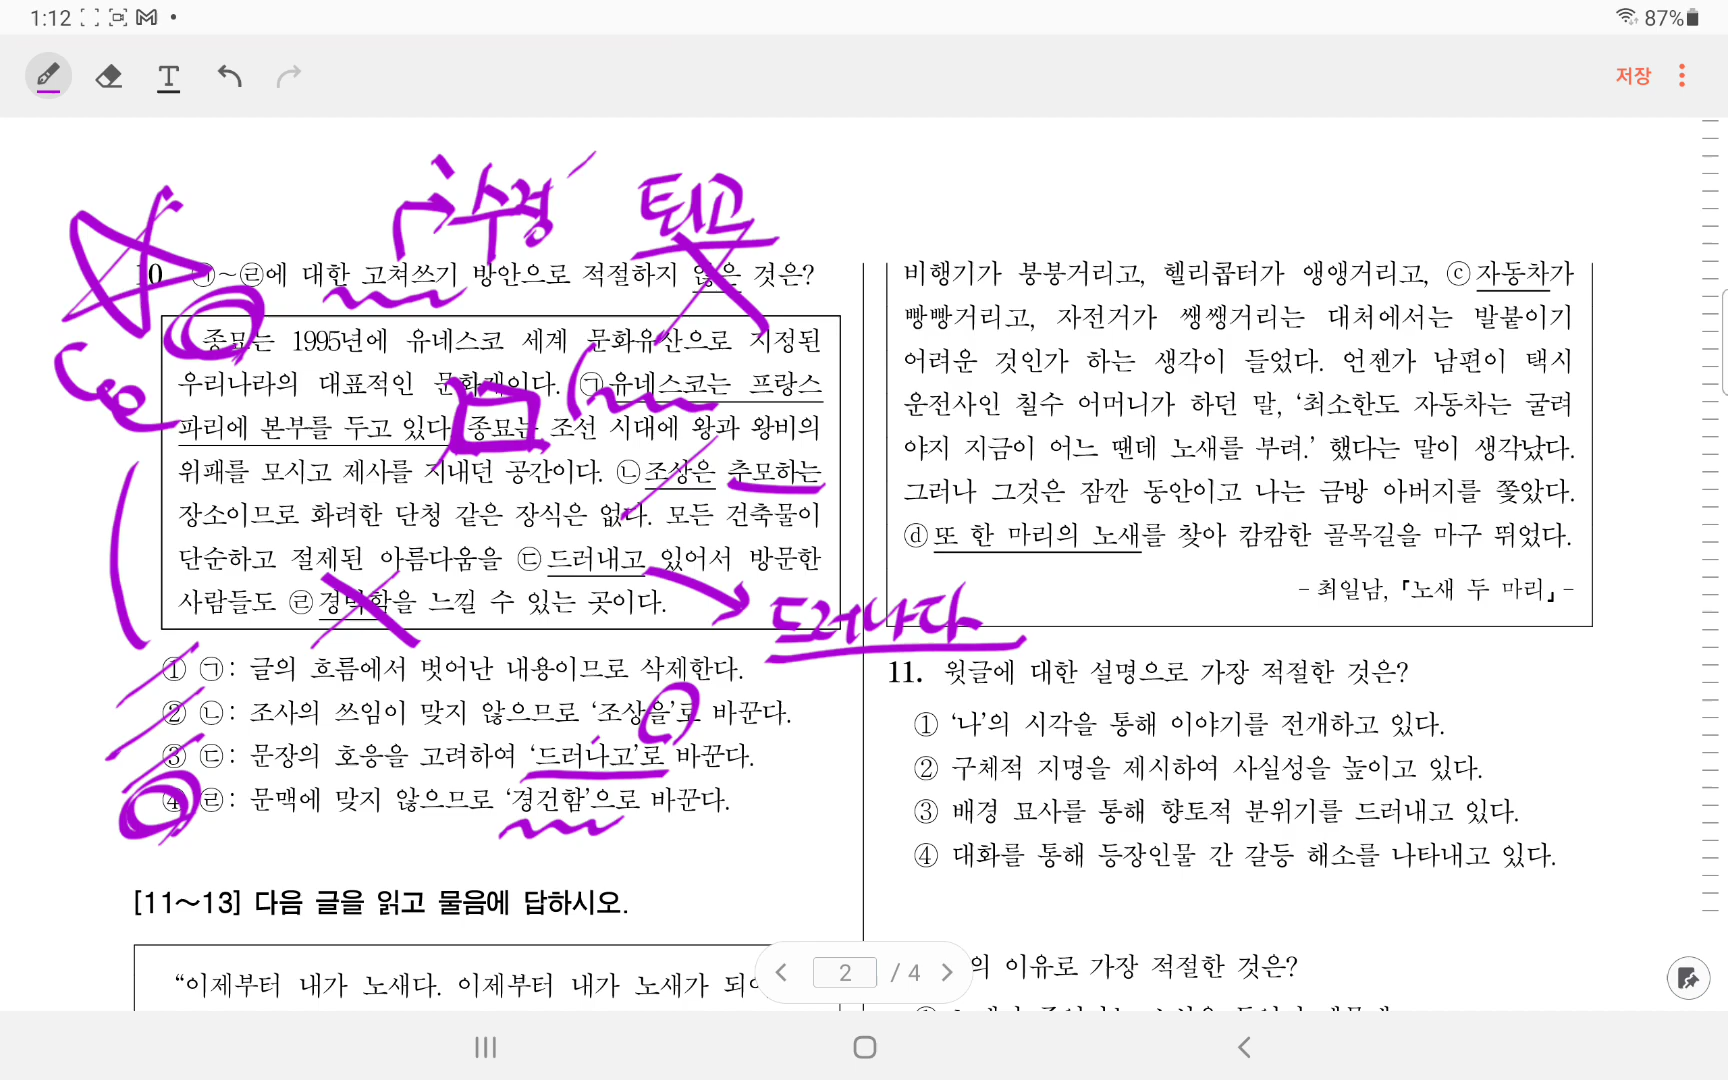 1:12
87%
저장
수정
퇴고
10. ㉠~㉣에 대한 고쳐쓰기 방안으로 적절하지 않은 것은?
종묘는 1995년에 유네스코 세계 문화유산으로 지정된
우리나라의 대표적인 문화재이다. ㉠유네스코는 프랑스
파리에 본부를 두고 있다. 종묘는 조선 시대에 왕과 왕비의
위패를 모시고 제사를 지내던 공간이다. ㉡조상은 추모하는
장소이므로 화려한 단청 같은 장식은 없다. 모든 건축물이
단순하고 절제된 아름다움을 ㉢드러내고 있어서 방문한
사람들도 ㉣경박함을 느낄 수 있는 곳이다.
드러나다
① ㉠: 글의 흐름에서 벗어난 내용이므로 삭제한다.
② ㉡: 조사의 쓰임이 맞지 않으므로 ‘조상을’로 바꾼다.
③ ㉢: 문장의 호응을 고려하여 ‘드러나고’로 바꾼다.
④ ㉣: 문맥에 맞지 않으므로 ‘경건함’으로 바꾼다.
[11~13] 다음 글을 읽고 물음에 답하시오.
“이제부터 내가 노새다. 이제부터 내가 노새가 되어
비행기가 붕붕거리고, 헬리콥터가 앵앵거리고, ⓒ자동차가
빵빵거리고, 자전거가 쌩쌩거리는 대처에서는 발붙이기
어려운 것인가 하는 생각이 들었다. 언젠가 남편이 택시
운전사인 칠수 어머니가 하던 말, ‘최소한도 자동차는 굴려
야지 지금이 어느 땐데 노새를 부려.’ 했다는 말이 생각났다.
그러나 그것은 잠깐 동안이고 나는 금방 아버지를 쫓았다.
ⓓ또 한 마리의 노새를 찾아 캄캄한 골목길을 마구 뛰었다.
- 최일남, 「노새 두 마리」 -
11. 윗글에 대한 설명으로 가장 적절한 것은?
① ‘나’의 시각을 통해 이야기를 전개하고 있다.
② 구체적 지명을 제시하여 사실성을 높이고 있다.
③ 배경 묘사를 통해 향토적 분위기를 드러내고 있다.
④ 대화를 통해 등장인물 간 갈등 해소를 나타내고 있다.
의 이유로 가장 적절한 것은?
2 / 4